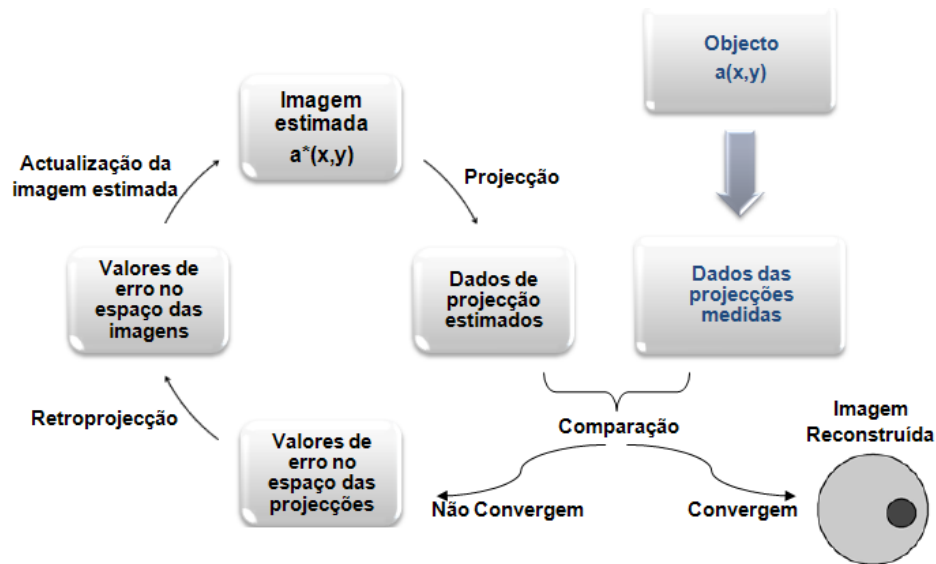 Objecto
a(x,y)
Imagem
estimada
a*(x,y)
Actualização da
imagem estimada
Projecção
Valores de
erro no
espaço das
imagens
Dados de
projecção
estimados
Dados das
projecções
medidas
Retroprojecção
Comparação
Imagem
Reconstruída
Valores de
erro no
espaço das
projecções
Não Convergem
Convergem